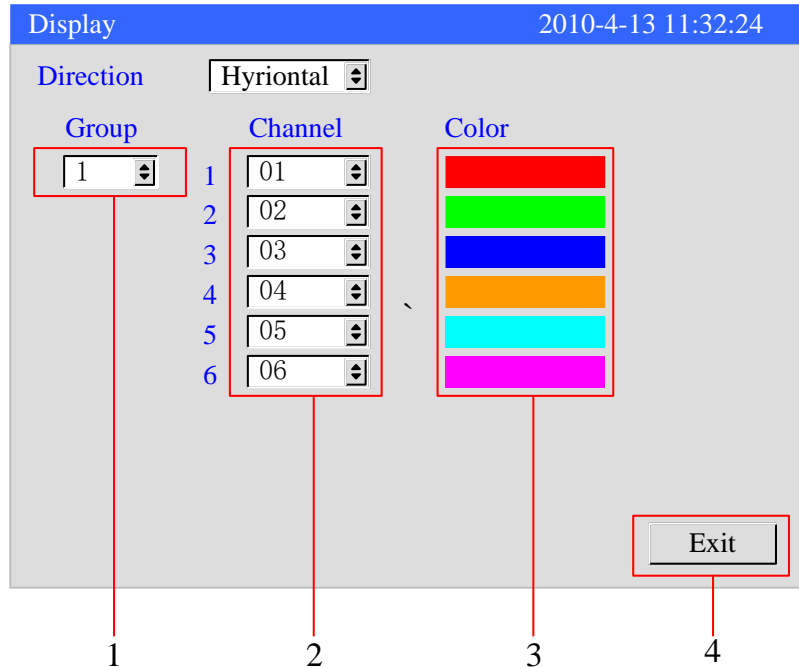 Display 2010-4-13 11:32:24
Direction Hyriontal
Group Channel Color
1 1 01
2 02
3 03
4 04 `
5 05
6 06
Exit
1 2 3 4